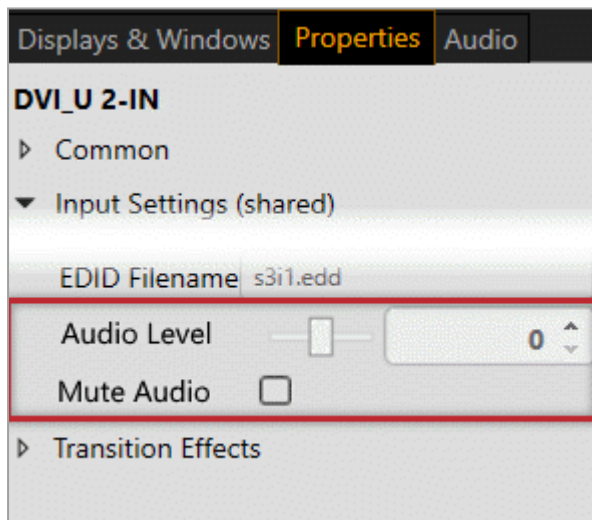 Displays & Windows Properties Audio
DVI_U 2-IN
Common
Input Settings (shared)
EDID Filename s3i1.edd
Audio Level 0
Mute Audio
Transition Effects